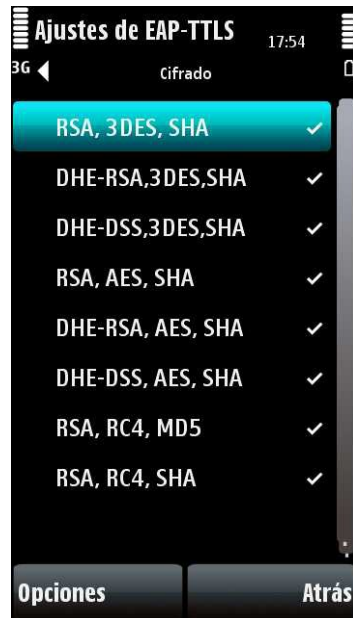 Ajustes de EAP-TTLS
17:54
3G
Cifrado
RSA, 3DES, SHA
DHE-RSA,3DES,SHA
DHE-DSS,3DES,SHA
RSA, AES, SHA
DHE-RSA, AES, SHA
DHE-DSS, AES, SHA
RSA, RC4, MD5
RSA, RC4, SHA
Opciones
Atrás